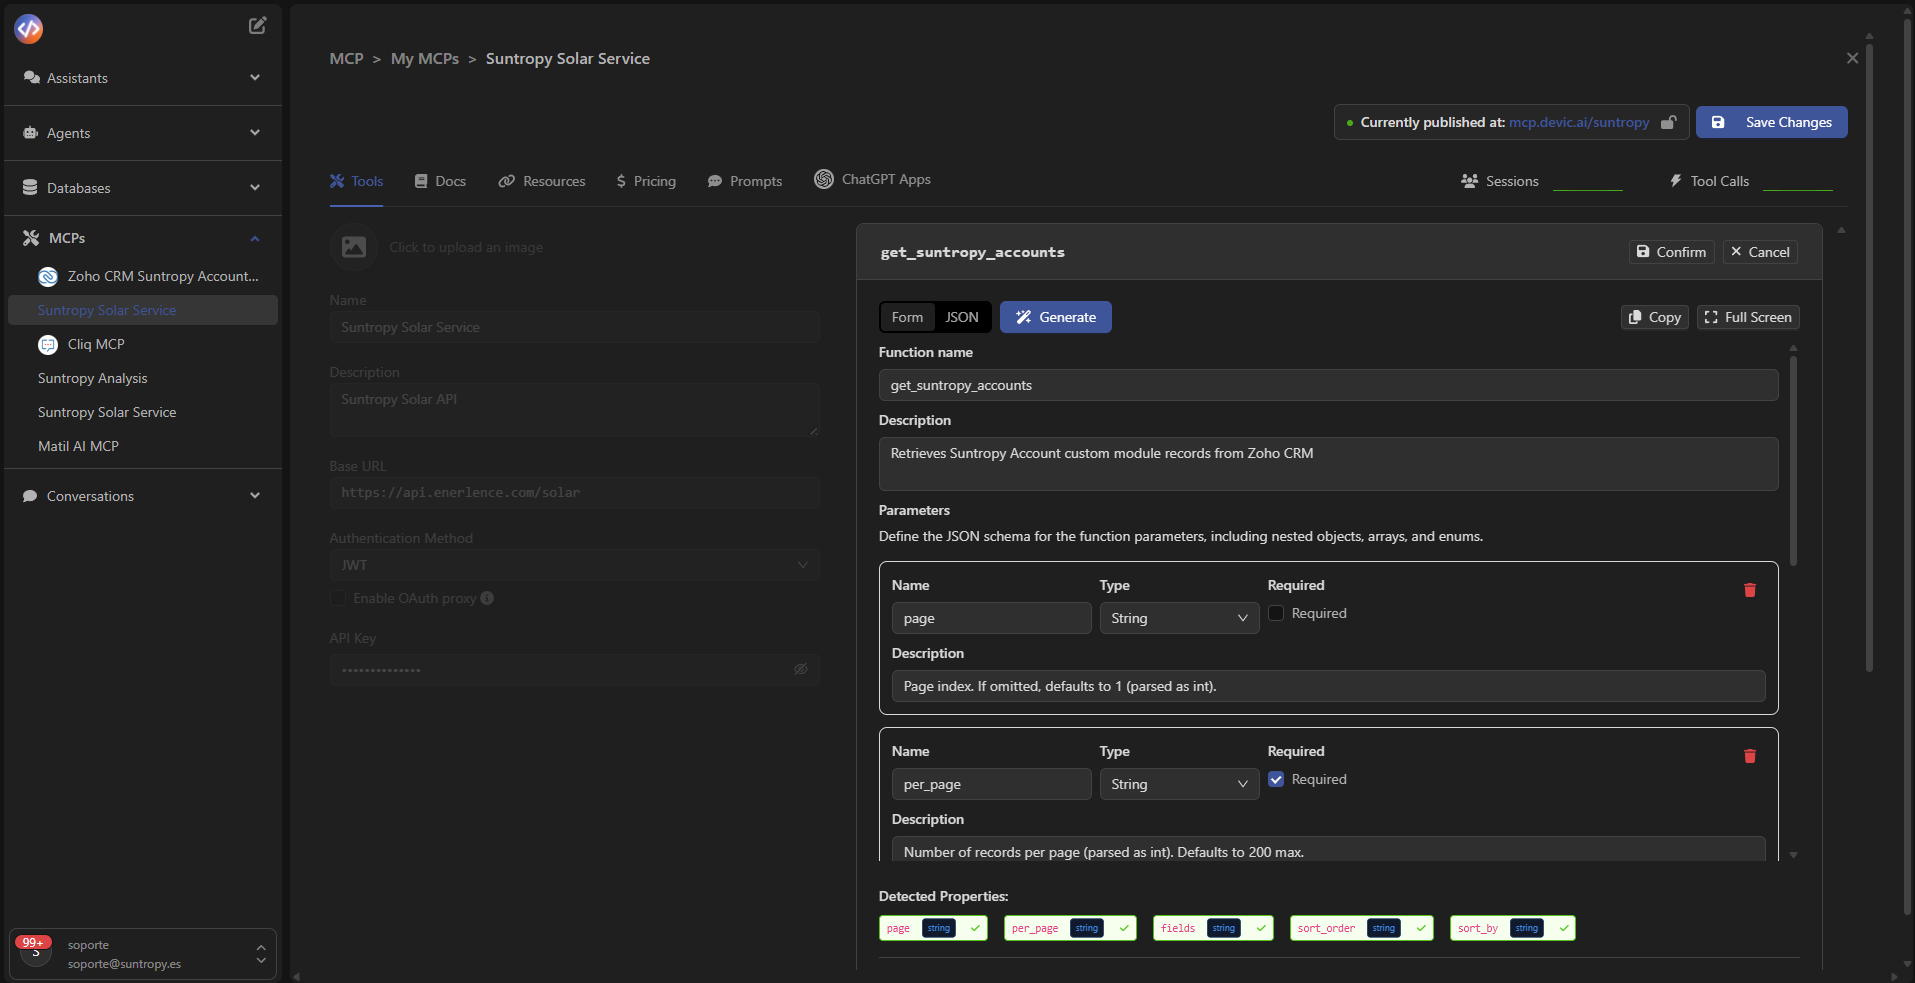 Assistants
Agents
Databases
MCPs
Zoho CRM Suntropy Account...
Suntropy Solar Service
Cliq MCP
Suntropy Analysis
Suntropy Solar Service
Matil AI MCP
Conversations
99+
S
soporte
soporte@suntropy.es
MCP > My MCPs > Suntropy Solar Service
Currently published at: mcp.devic.ai/suntropy
Save Changes
Tools
Docs
Resources
$ Pricing
Prompts
ChatGPT Apps
Sessions
Tool Calls
Click to upload an image
Name
Suntropy Solar Service
Description
Suntropy Solar API
Base URL
https://api.enerlence.com/solar
Authentication Method
JWT
Enable OAuth proxy
API Key
get_suntropy_accounts
Confirm
Cancel
Form
JSON
Generate
Copy
Full Screen
Function name
get_suntropy_accounts
Description
Retrieves Suntropy Account custom module records from Zoho CRM
Parameters
Define the JSON schema for the function parameters, including nested objects, arrays, and enums.
Name Type Required
page String Required
Description
Page index. If omitted, defaults to 1 (parsed as int).
Name Type Required
per_page String Required
Description
Number of records per page (parsed as int). Defaults to 200 max.
Detected Properties:
page string
per_page string
fields string
sort_order string
sort_by string